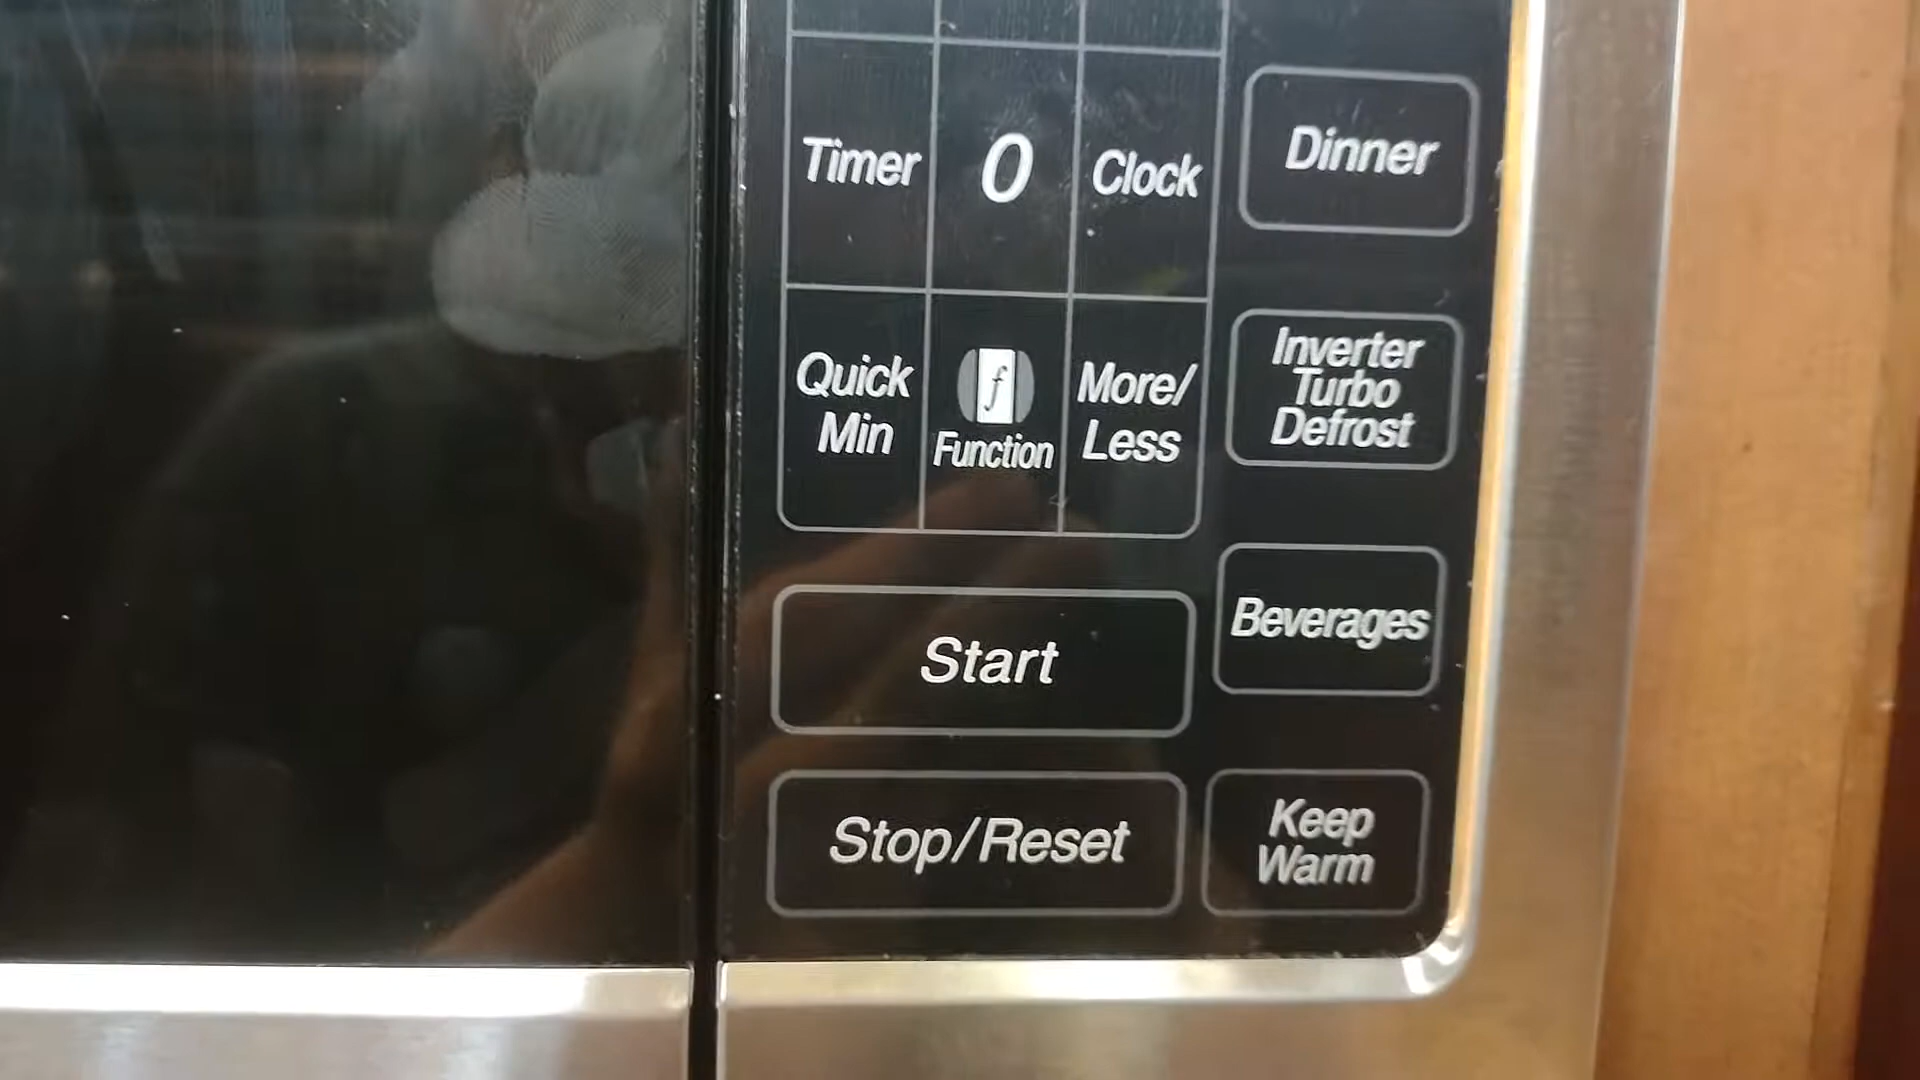 Timer
0
Clock
Dinner
Quick
Min
f
Function
More/
Less
Inverter
Turbo
Defrost
Start
Beverages
Stop/Reset
Keep
Warm